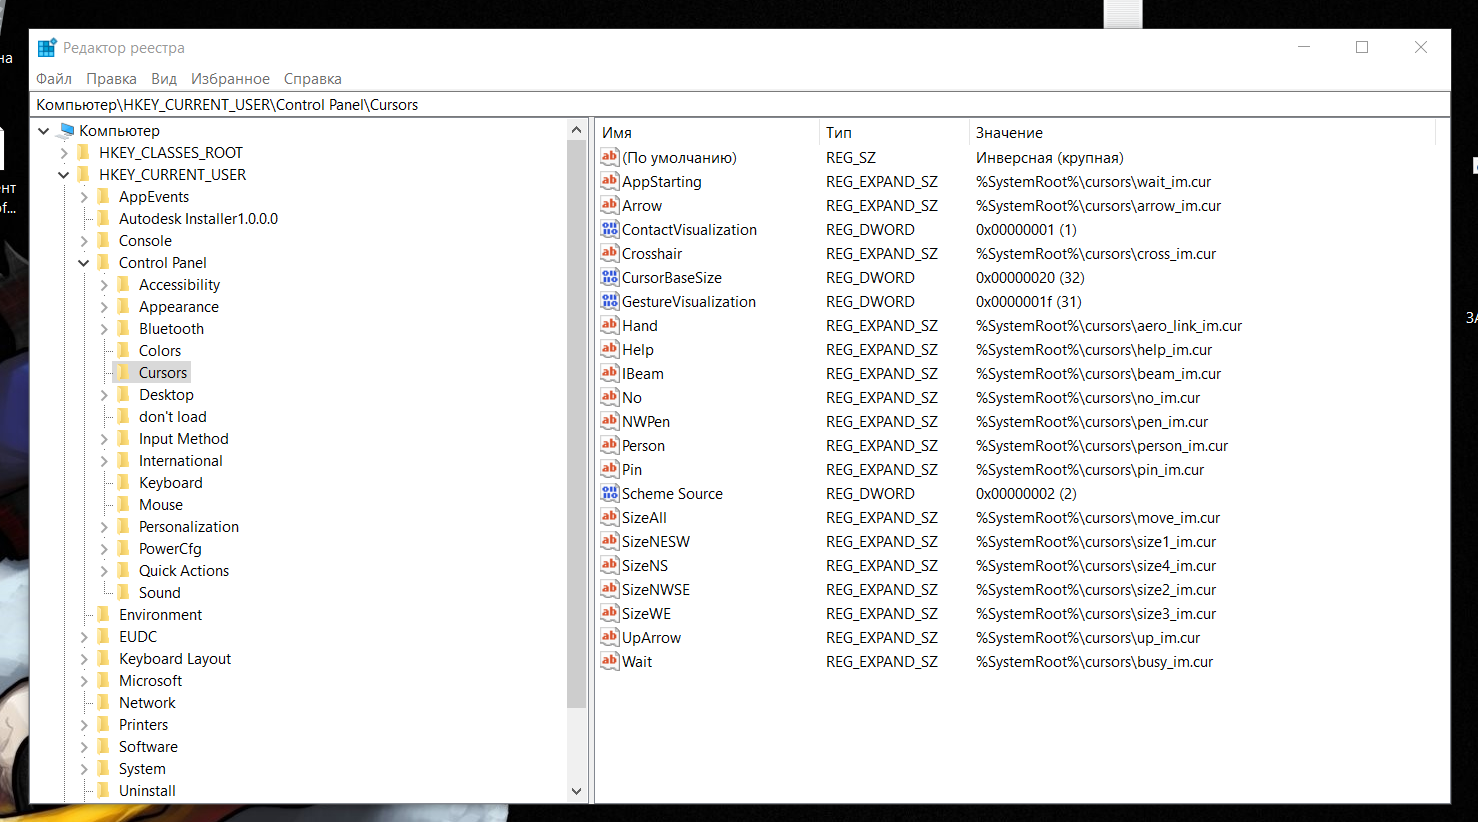 на
Редактор реестра
Файл Правка Вид Избранное Справка
Компьютер\HKEY_CURRENT_USER\Control Panel\Cursors
Компьютер
HKEY_CLASSES_ROOT
HKEY_CURRENT_USER
AppEvents
Autodesk Installer1.0.0.0
Console
Control Panel
Accessibility
Appearance
Bluetooth
Colors
Cursors
Desktop
don't load
Input Method
International
Keyboard
Mouse
Personalization
PowerCfg
Quick Actions
Sound
Environment
EUDC
Keyboard Layout
Microsoft
Network
Printers
Software
System
Uninstall
Имя Тип Значение
(По умолчанию) REG_SZ Инверсная (крупная)
AppStarting REG_EXPAND_SZ %SystemRoot%\cursors\wait_im.cur
Arrow REG_EXPAND_SZ %SystemRoot%\cursors\arrow_im.cur
ContactVisualization REG_DWORD 0x00000001 (1)
Crosshair REG_EXPAND_SZ %SystemRoot%\cursors\cross_im.cur
CursorBaseSize REG_DWORD 0x00000020 (32)
GestureVisualization REG_DWORD 0x0000001f (31)
Hand REG_EXPAND_SZ %SystemRoot%\cursors\aero_link_im.cur
Help REG_EXPAND_SZ %SystemRoot%\cursors\help_im.cur
IBeam REG_EXPAND_SZ %SystemRoot%\cursors\beam_im.cur
No REG_EXPAND_SZ %SystemRoot%\cursors\no_im.cur
NWPen REG_EXPAND_SZ %SystemRoot%\cursors\pen_im.cur
Person REG_EXPAND_SZ %SystemRoot%\cursors\person_im.cur
Pin REG_EXPAND_SZ %SystemRoot%\cursors\pin_im.cur
Scheme Source REG_DWORD 0x00000002 (2)
SizeAll REG_EXPAND_SZ %SystemRoot%\cursors\move_im.cur
SizeNESW REG_EXPAND_SZ %SystemRoot%\cursors\size1_im.cur
SizeNS REG_EXPAND_SZ %SystemRoot%\cursors\size4_im.cur
SizeNWSE REG_EXPAND_SZ %SystemRoot%\cursors\size2_im.cur
SizeWE REG_EXPAND_SZ %SystemRoot%\cursors\size3_im.cur
UpArrow REG_EXPAND_SZ %SystemRoot%\cursors\up_im.cur
Wait REG_EXPAND_SZ %SystemRoot%\cursors\busy_im.cur